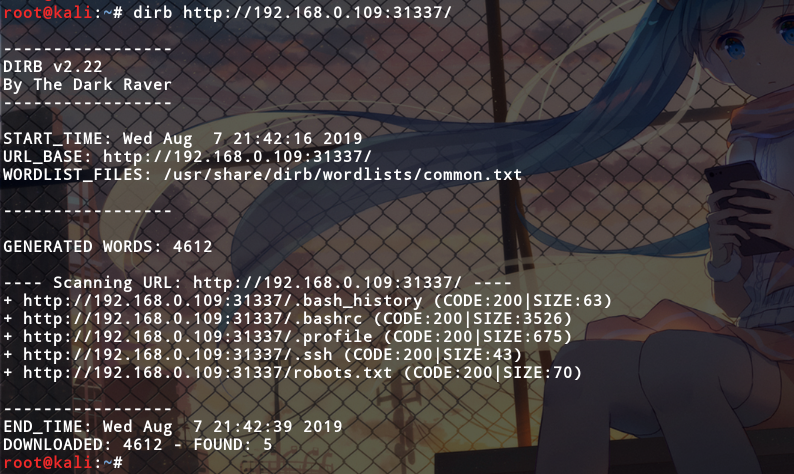 root@kali:~# dirb http://192.168.0.109:31337/
-----------------
DIRB v2.22
By The Dark Raver
-----------------
START_TIME: Wed Aug  7 21:42:16 2019
URL_BASE: http://192.168.0.109:31337/
WORDLIST_FILES: /usr/share/dirb/wordlists/common.txt
-----------------
GENERATED WORDS: 4612
---- Scanning URL: http://192.168.0.109:31337/ ----
+ http://192.168.0.109:31337/.bash_history (CODE:200|SIZE:63)
+ http://192.168.0.109:31337/.bashrc (CODE:200|SIZE:3526)
+ http://192.168.0.109:31337/.profile (CODE:200|SIZE:675)
+ http://192.168.0.109:31337/.ssh (CODE:200|SIZE:43)
+ http://192.168.0.109:31337/robots.txt (CODE:200|SIZE:70)
-----------------
END_TIME: Wed Aug  7 21:42:39 2019
DOWNLOADED: 4612 - FOUND: 5
root@kali:~#